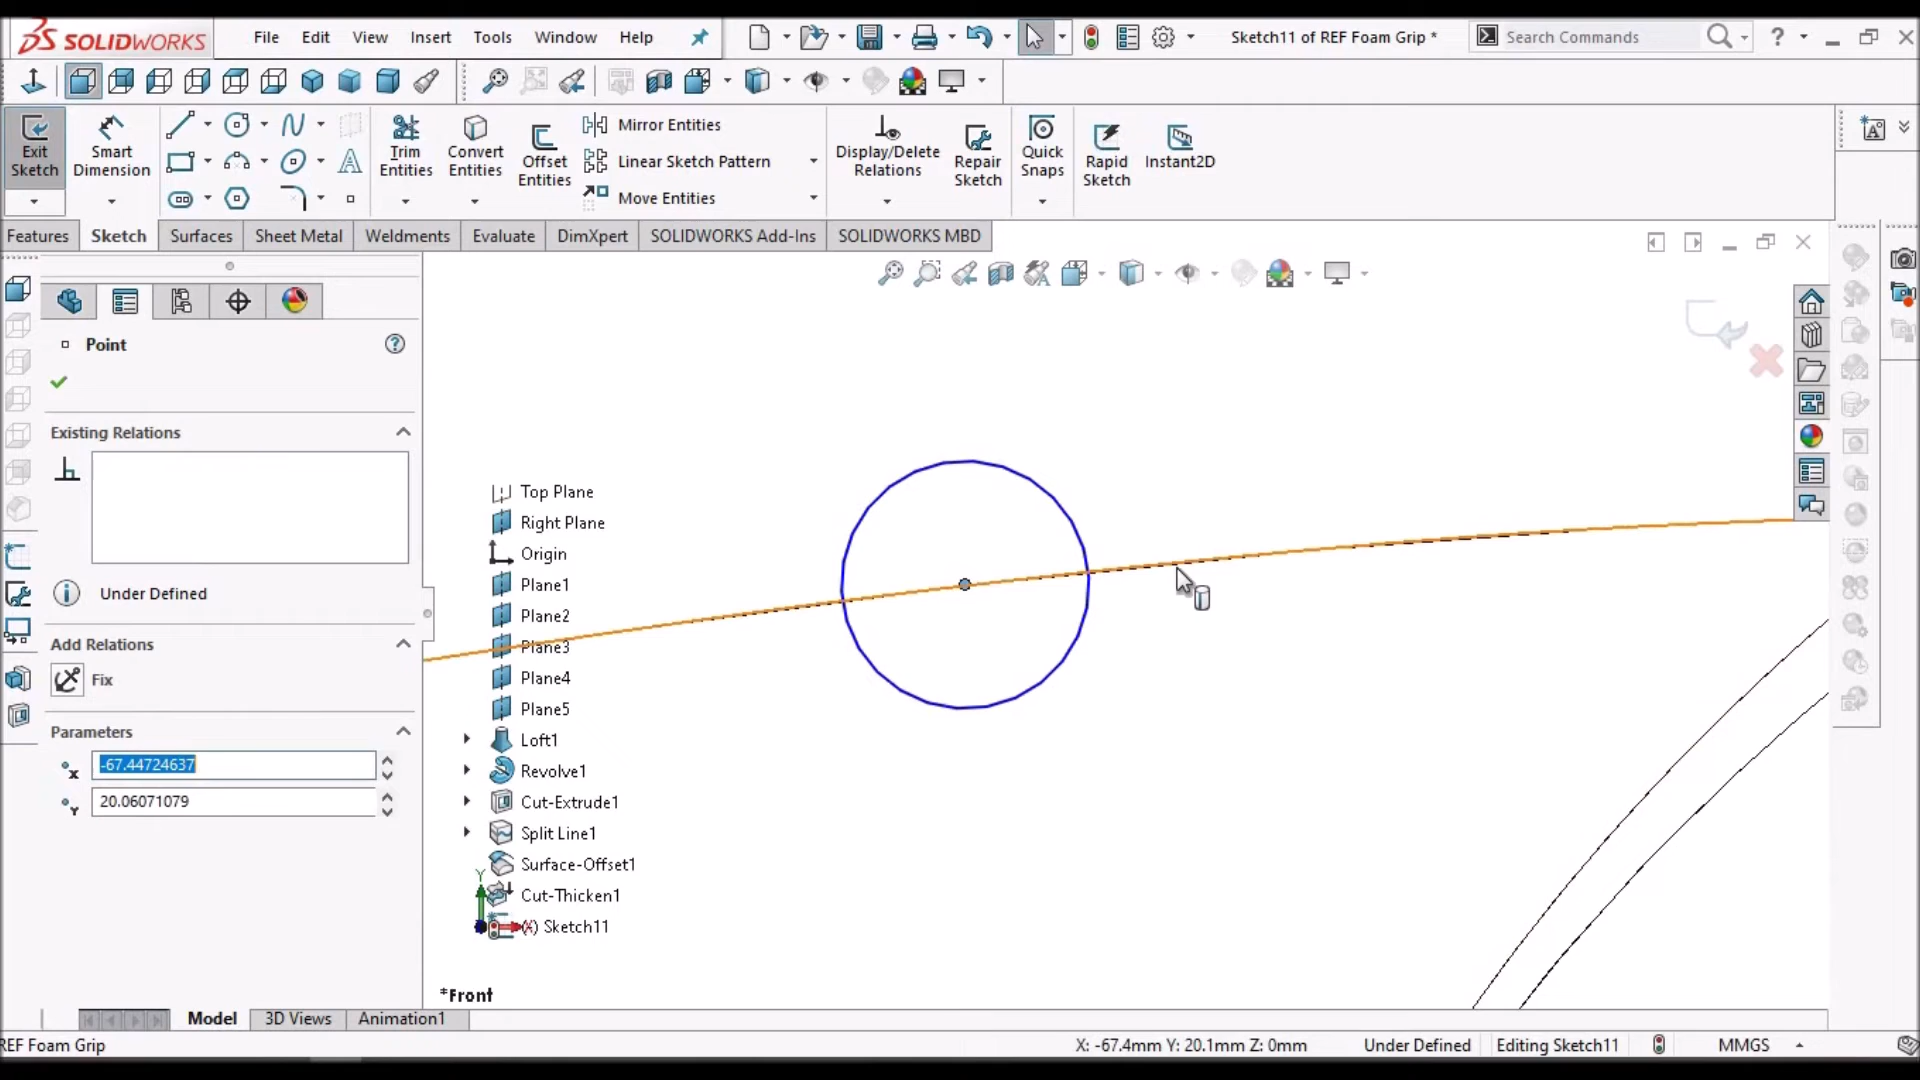 SOLIDWORKS
File Edit View Insert Tools Window Help
Sketch11 of REF Foam Grip *
Search Commands
Exit Sketch
Smart Dimension
Trim Entities
Convert Entities
Offset Entities
Mirror Entities
Linear Sketch Pattern
Move Entities
Display/Delete Relations
Repair Sketch
Quick Snaps
Rapid Sketch
Instant2D
Features Sketch Surfaces Sheet Metal Weldments Evaluate DimXpert SOLIDWORKS Add-Ins SOLIDWORKS MBD
Point
Existing Relations
Under Defined
Add Relations
Fix
Parameters
X
-67.44724637
Y
20.06071079
Top Plane
Right Plane
Origin
Plane1
Plane2
Plane3
Plane4
Plane5
Loft1
Revolve1
Cut-Extrude1
Split Line1
Surface-Offset1
Cut-Thicken1
Sketch11
Y
*Front
Model 3D Views Animation1
REF Foam Grip
X: -67.4mm Y: 20.1mm Z: 0mm
Under Defined
Editing Sketch11
MMGS